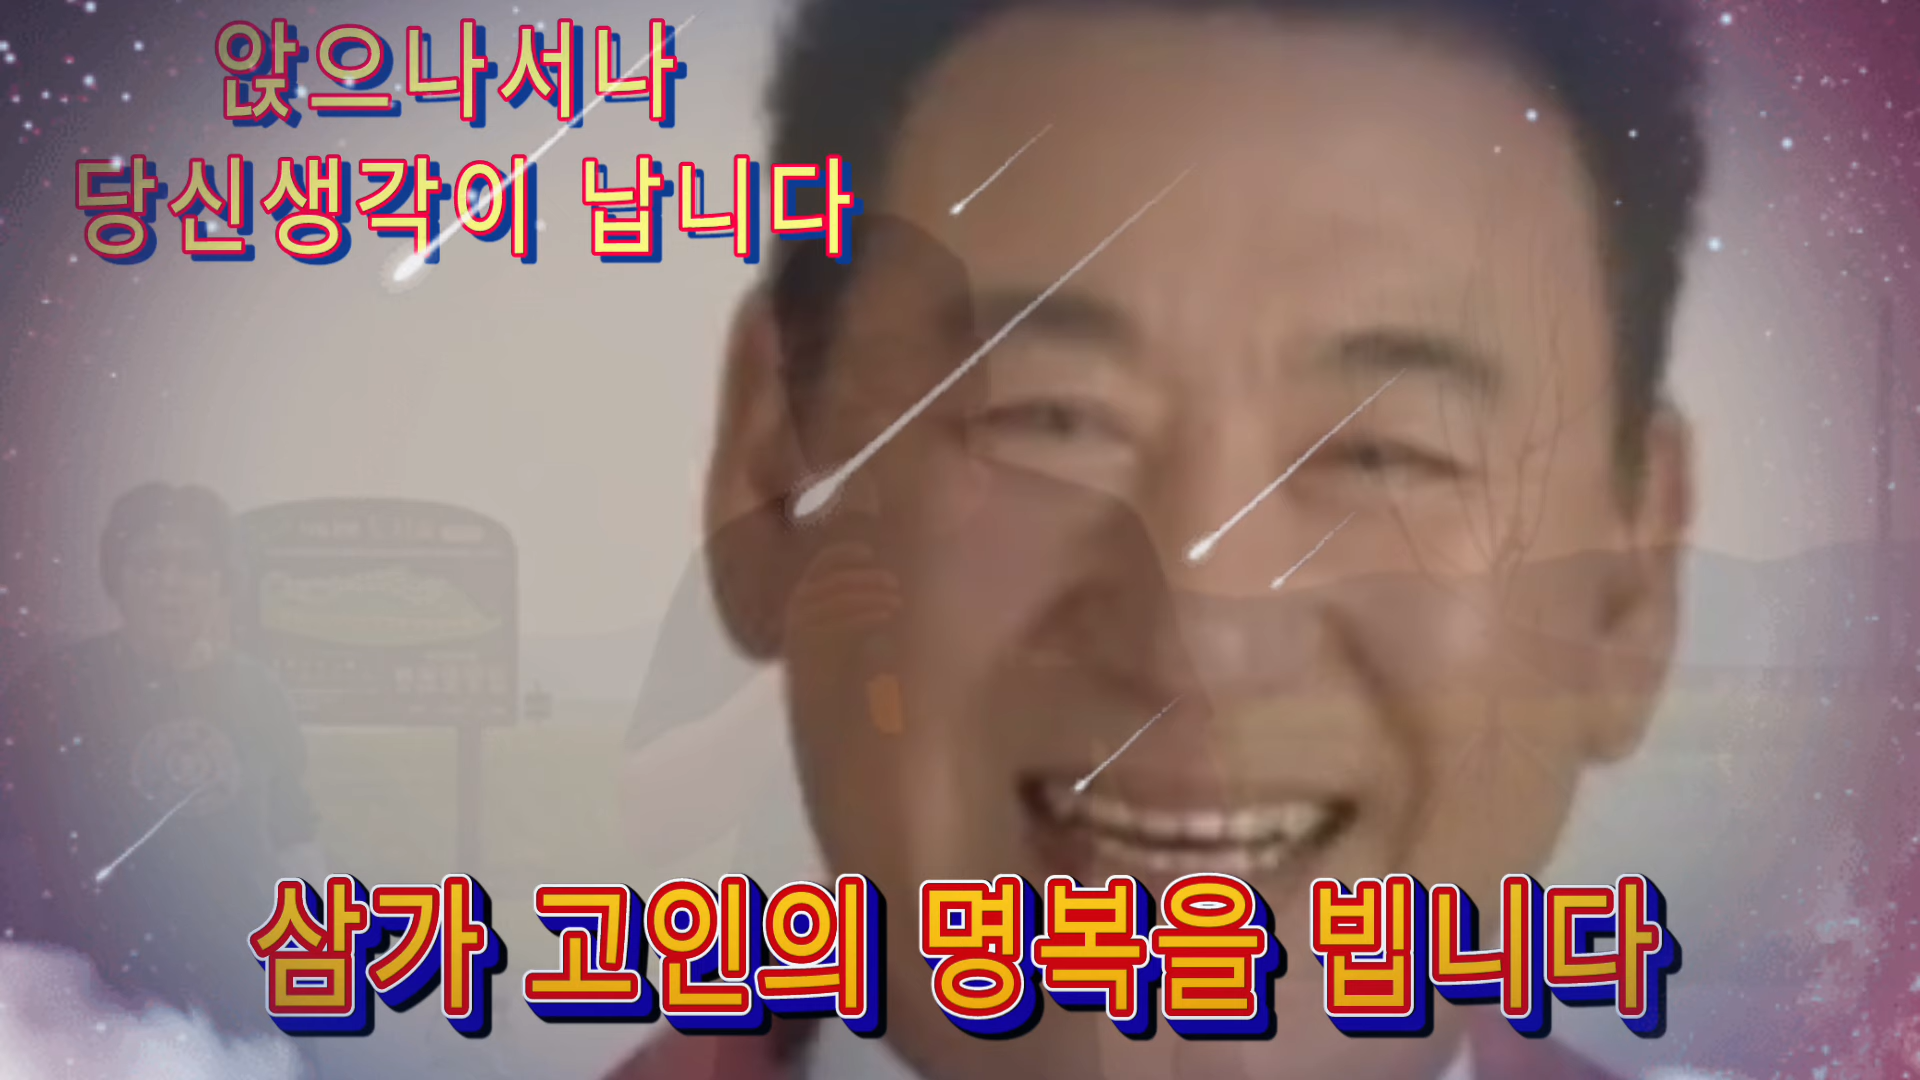 앉으나서나
당신생각이 납니다
삼가 고인의 명복을 빕니다